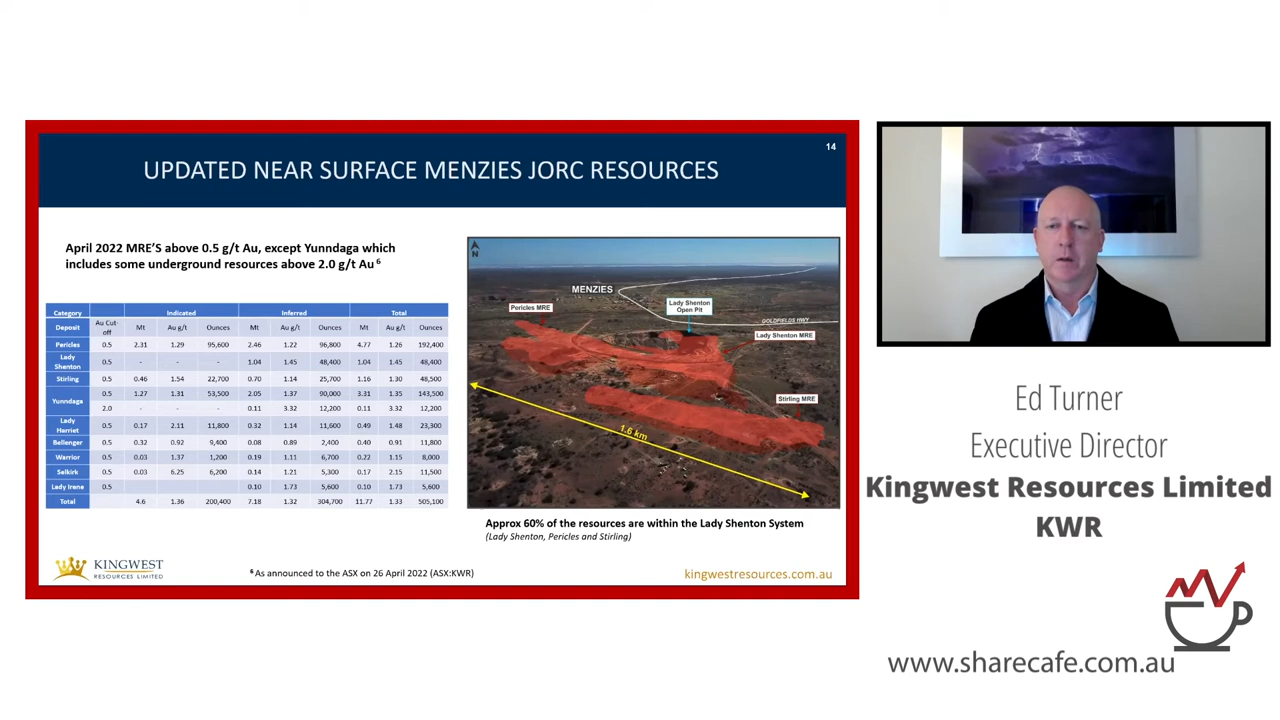 14
UPDATED NEAR SURFACE MENZIES JORC RESOURCES
April 2022 MRE'S above 0.5 g/t Au, except Yunndaga which
includes some underground resources above 2.0 g/t Au⁶
Category Indicated Inferred Total
Deposit Au Cut-off Mt Au g/t Ounces Mt Au g/t Ounces Mt Au g/t Ounces
Pericles 0.5 2.31 1.29 95,600 2.46 1.22 96,800 4.77 1.26 192,400
Lady Shenton 0.5 - - - 1.04 1.45 48,400 1.04 1.45 48,400
Stirling 0.5 0.46 1.54 22,700 0.70 1.14 25,700 1.16 1.30 48,500
Yunndaga 0.5 1.27 1.31 53,500 2.05 1.37 90,000 3.31 1.35 143,500
2.0 - - - 0.11 3.32 12,200 0.11 3.32 12,200
Lady Harriet 0.5 0.17 2.11 11,800 0.32 1.14 11,600 0.49 1.48 23,300
Bellenger 0.5 0.32 0.92 9,400 0.08 0.89 2,400 0.40 0.91 11,800
Warrior 0.5 0.03 1.37 1,200 0.19 1.11 6,700 0.22 1.15 8,000
Selkirk 0.5 0.03 6.25 6,200 0.14 1.21 5,300 0.17 2.15 11,500
Lady Irene 0.5 0.10 1.73 5,600 0.10 1.73 5,600
Total 4.6 1.36 200,400 7.18 1.32 304,700 11.77 1.33 505,100
N
MENZIES
Pericles MRE
Lady Shenton
Open Pit
GOLDFIELDS HWY
Lady Shenton MRE
Stirling MRE
1.6 km
Approx 60% of the resources are within the Lady Shenton System
(Lady Shenton, Pericles and Stirling)
KINGWEST
RESOURCES LIMITED
⁶ As announced to the ASX on 26 April 2022 (ASX:KWR)
kingwestresources.com.au
Ed Turner
Executive Director
Kingwest Resources Limited
KWR
www.sharecafe.com.au